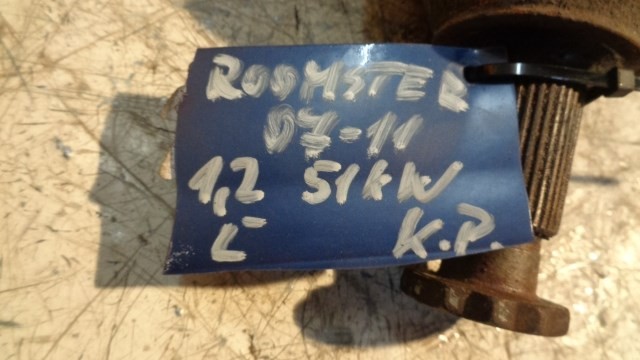 ROOMSTER
07-11
1,2 51kW
L K.P.